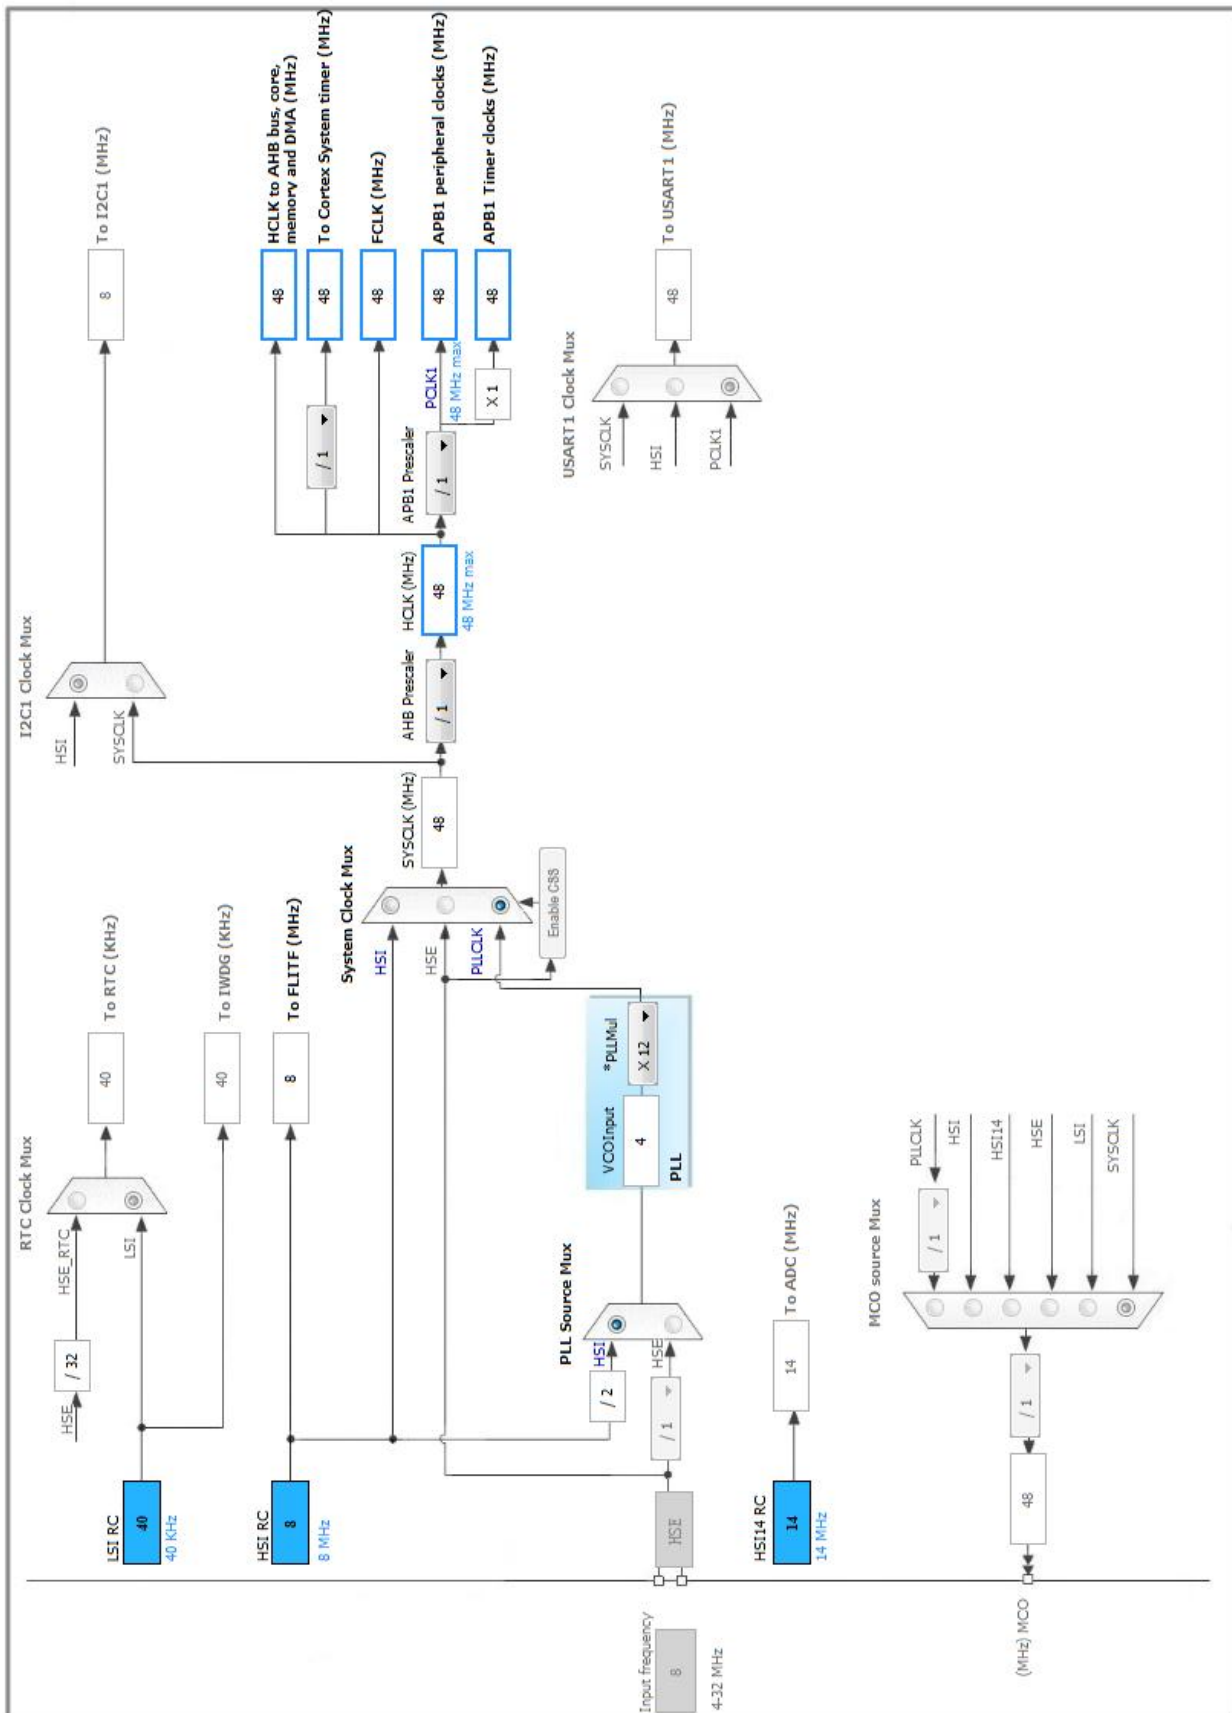 RTC Clock Mux
HSE
/ 32
HSE_RTC
40
To RTC (KHz)
LSI RC
40
40 KHz
LSI
40
To IWDG (KHz)
HSI RC
8
8 MHz
8
To FLITF (MHz)
I2C1 Clock Mux
HSI
SYSCLK
8
To I2C1 (MHz)
System Clock Mux
HSI
HSE
PLLCLK
Enable CSS
SYSCLK (MHz)
48
AHB Prescaler
/ 1
HCLK (MHz)
48
48 MHz max
48
HCLK to AHB bus, core,
memory and DMA (MHz)
/ 1
48
To Cortex System timer (MHz)
48
FCLK (MHz)
APB1 Prescaler
/ 1
PCLK1
48 MHz max
48
APB1 peripheral clocks (MHz)
X 1
48
APB1 Timer clocks (MHz)
PLL Source Mux
/ 2
HSI
/ 1
HSE
VCOInput
4
*PLLMul
X 12
PLL
Input frequency
8
4-32 MHz
HSE
USART1 Clock Mux
SYSCLK
HSI
PCLK1
48
To USART1 (MHz)
HSI14 RC
14
14 MHz
14
To ADC (MHz)
MCO source Mux
/ 1
PLLCLK
HSI
HSI14
HSE
LSI
SYSCLK
(MHz) MCO
48
/ 1